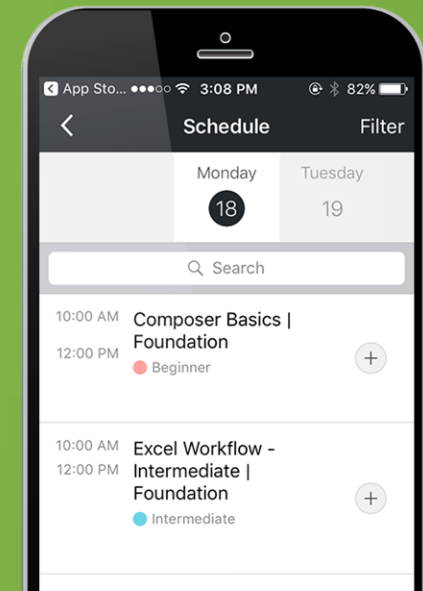 App Sto... 3:08 PM 82%
Schedule Filter
Monday Tuesday
18 19
Search
10:00 AM Composer Basics |
Foundation
12:00 PM
Beginner
10:00 AM Excel Workflow -
12:00 PM Intermediate |
Foundation
Intermediate